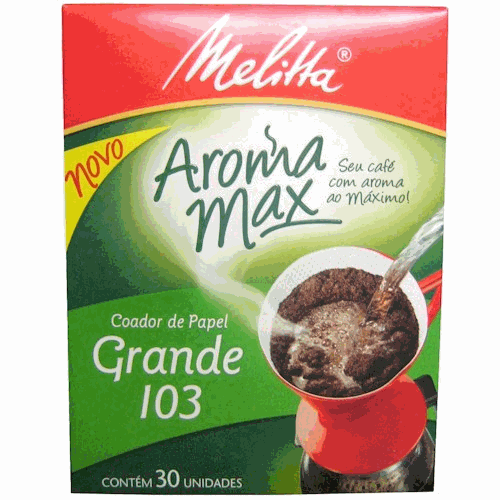 Melitta®
NOVO
Aroma
Max
Seu café
com aroma
ao Máximo!
Coador de Papel
Grande
103
CONTÉM 30 UNIDADES